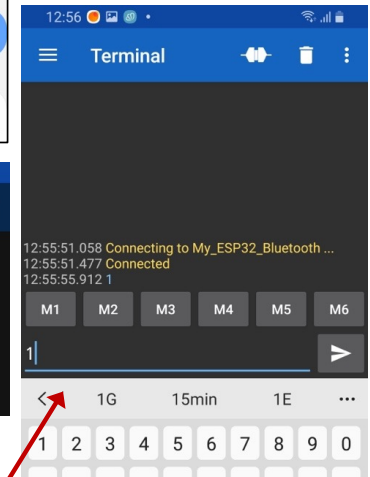 12:56
Terminal
12:55:51.058 Connecting to My_ESP32_Bluetooth ...
12:55:51.477 Connected
12:55:55.912 1
M1 M2 M3 M4 M5 M6
1
1G 15min 1E ...
1 2 3 4 5 6 7 8 9 0